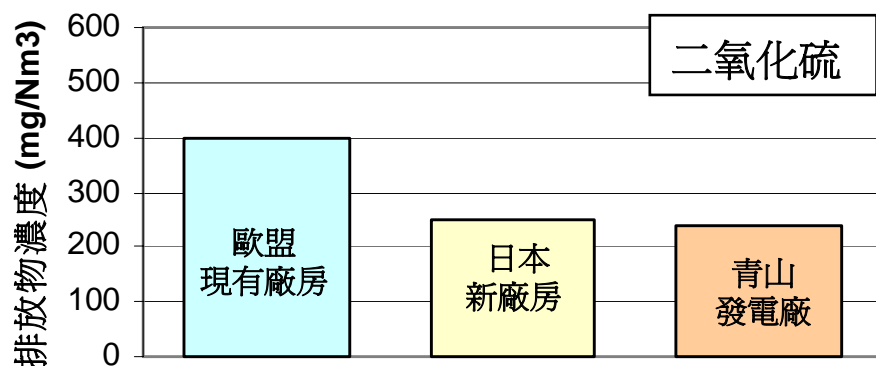 二氧化硫
排放物濃度 (mg/Nm3)
600
500
400
300
200
100
0
歐盟
現有廠房
日本
新廠房
青山
發電廠